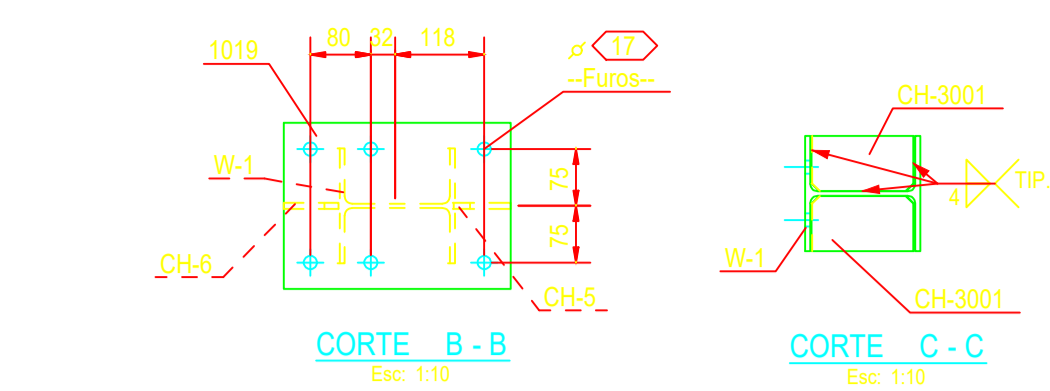 80 32 118
⌀ 17
--Furos--
1019
W-1
75
75
CH-6
CH-5
CORTE B - B
Esc: 1:10
CH-3001
4
TIP.
W-1
CH-3001
CORTE C - C
Esc: 1:10